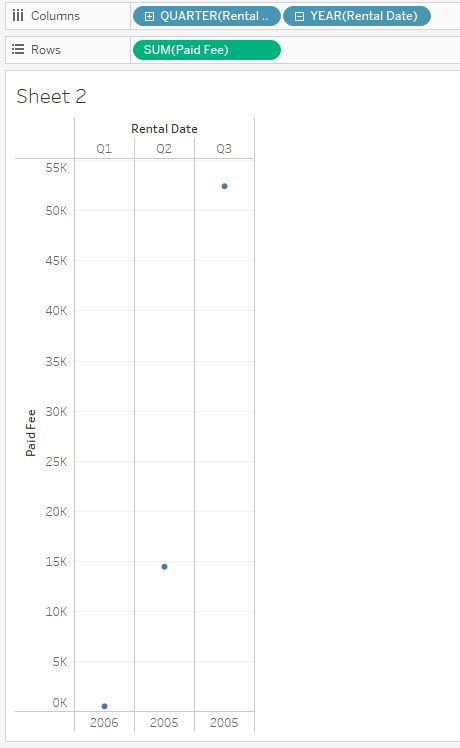 Columns QUARTER(Rental .. YEAR(Rental Date)
Rows SUM(Paid Fee)
Sheet 2
Rental Date
Q1 Q2 Q3
55K
50K
45K
40K
35K
30K
25K
20K
15K
10K
5K
0K
Paid Fee
2006 2005 2005